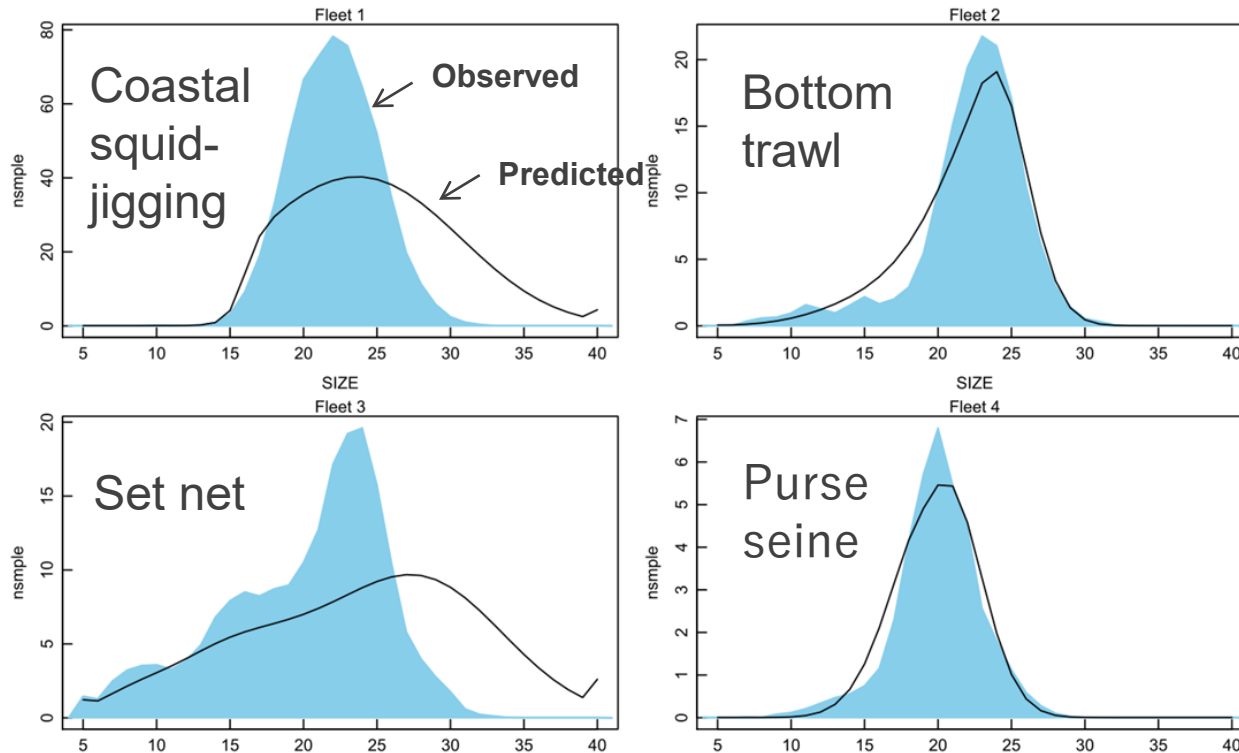 Fleet 1
80
60
40
20
0
nsmple
Coastal
squid-
jigging
Observed
Predicted
5 10 15 20 25 30 35 40
SIZE
Fleet 2
20
15
10
5
0
nsmple
Bottom
trawl
5 10 15 20 25 30 35 40
SIZE
Fleet 3
20
15
10
5
0
nsmple
Set net
5 10 15 20 25 30 35 40
Fleet 4
7
6
5
4
3
2
1
0
nsmple
Purse
seine
5 10 15 20 25 30 35 40